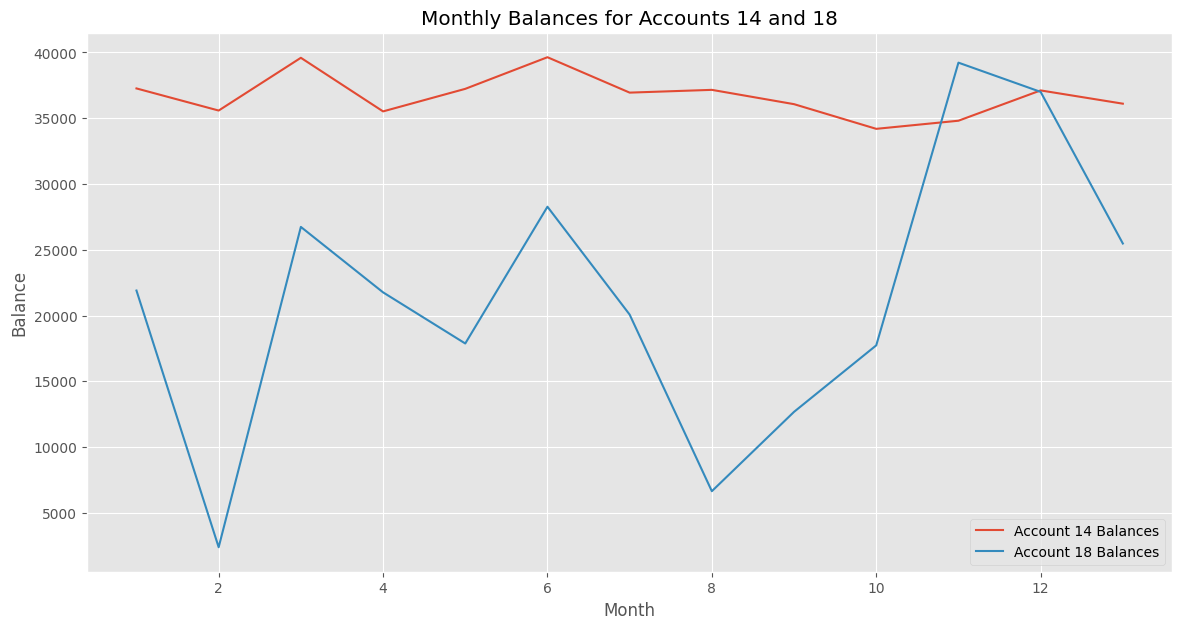 Monthly Balances for Accounts 14 and 18
40000
35000
30000
25000
20000
15000
10000
5000
Balance
2 4 6 8 10 12
Month
Account 14 Balances
Account 18 Balances